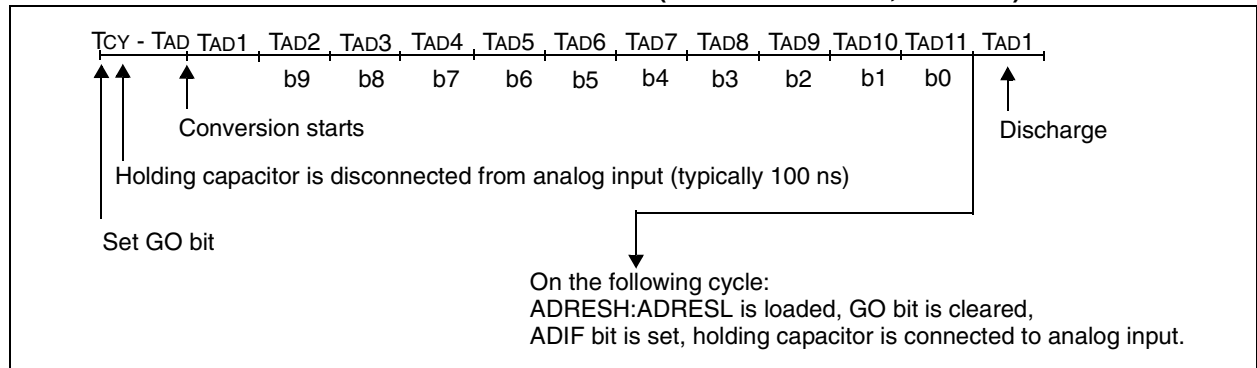 TCY - TAD TAD1 TAD2 TAD3 TAD4 TAD5 TAD6 TAD7 TAD8 TAD9 TAD10 TAD11 TAD1
b9 b8 b7 b6 b5 b4 b3 b2 b1 b0
Conversion starts
Discharge
Holding capacitor is disconnected from analog input (typically 100 ns)
Set GO bit
On the following cycle:
ADRESH:ADRESL is loaded, GO bit is cleared,
ADIF bit is set, holding capacitor is connected to analog input.